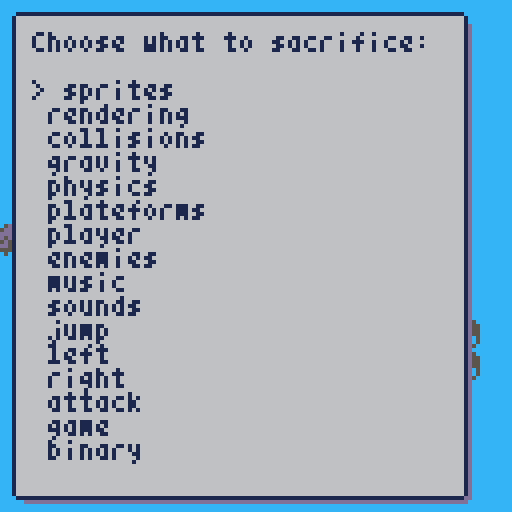 Choose what to sacrifice:
> sprites
rendering
collisions
gravity
physics
plateforms
player
enemies
music
sounds
jump
left
right
attack
game
binary